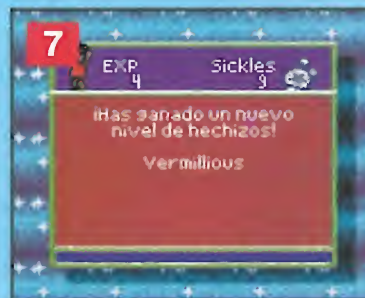 7
EXP Sickles
4 9
¡Has ganado un nuevo
nivel de hechizos!
Vermillious